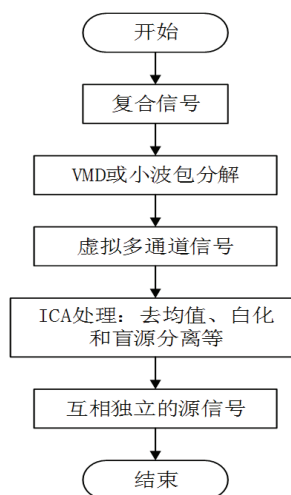 开始
复合信号
VMD或小波包分解
虚拟多通道信号
ICA处理：去均值、白化
和盲源分离等
互相独立的源信号
结束